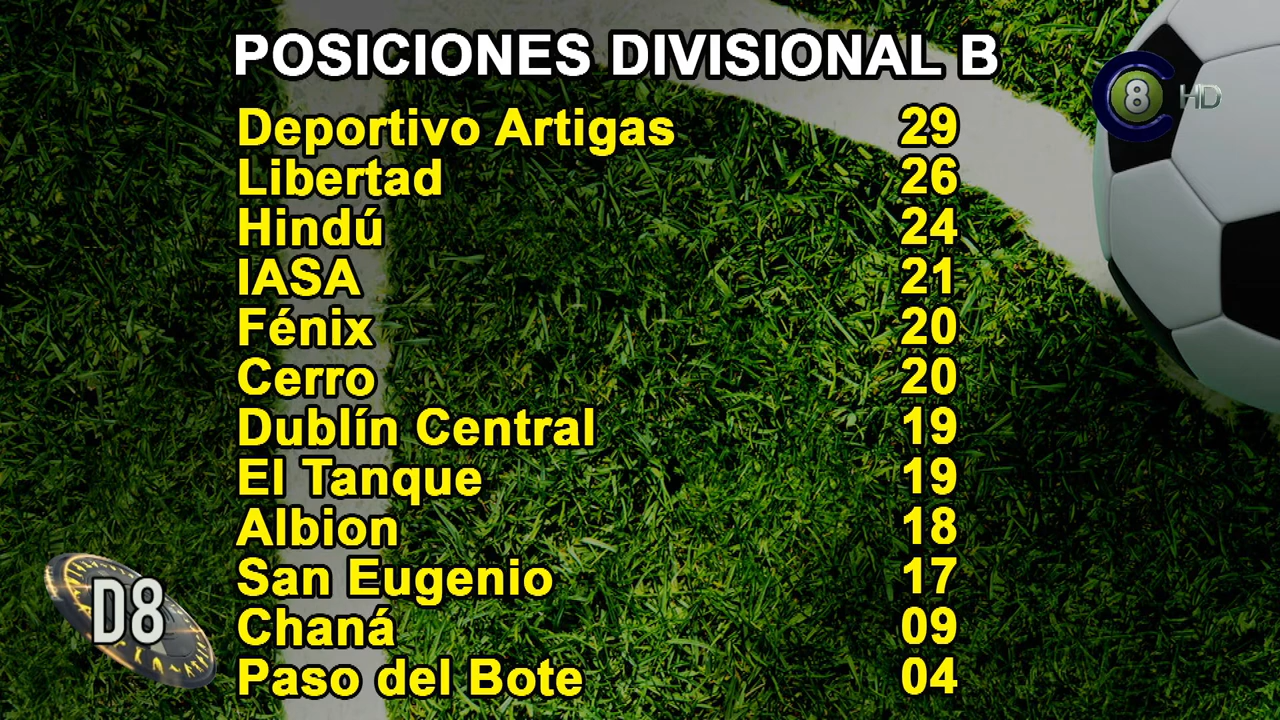 POSICIONES DIVISIONAL B
8 HD
Deportivo Artigas 29
Libertad 26
Hindú 24
IASA 21
Fénix 20
Cerro 20
Dublín Central 19
El Tanque 19
Albion 18
San Eugenio 17
Chaná 09
Paso del Bote 04
D8